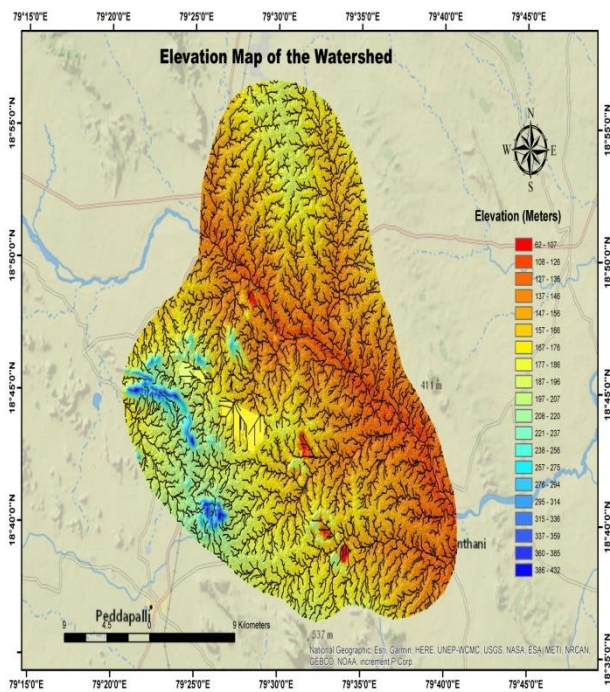 79°15'0"E 79°20'0"E 79°25'0"E 79°30'0"E 79°35'0"E 79°40'0"E 79°45'0"E
Elevation Map of the Watershed
N
W E
S
18°55'0"N 18°55'0"N
Elevation (Meters)
62 - 107
108 - 126
127 - 136
137 - 146
147 - 156
157 - 166
167 - 176
177 - 186
187 - 196
197 - 207
208 - 220
221 - 237
238 - 256
257 - 275
276 - 294
295 - 314
315 - 336
337 - 359
360 - 385
386 - 432
18°50'0"N 18°50'0"N
18°45'0"N 18°45'0"N
411 m
18°40'0"N 18°40'0"N
nthani
Peddapalli
9 4.5 9 Kilometers
537 m
National Geographic, Esri, Garmin, HERE, UNEP-WCMC, USGS, NASA, ESA, METI, NRCAN,
GEBCO, NOAA, increment P Corp.
18°35'0"N
79°15'0"E 79°20'0"E 79°25'0"E 79°30'0"E 79°35'0"E 79°40'0"E 79°45'0"E